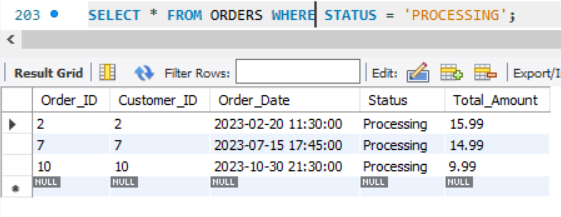 203 SELECT * FROM ORDERS WHERE STATUS = 'PROCESSING';
Result Grid Filter Rows: Edit: Export/I
Order_ID Customer_ID Order_Date Status Total_Amount
2 2 2023-02-20 11:30:00 Processing 15.99
7 7 2023-07-15 17:45:00 Processing 14.99
10 10 2023-10-30 21:30:00 Processing 9.99
NULL NULL NULL NULL NULL